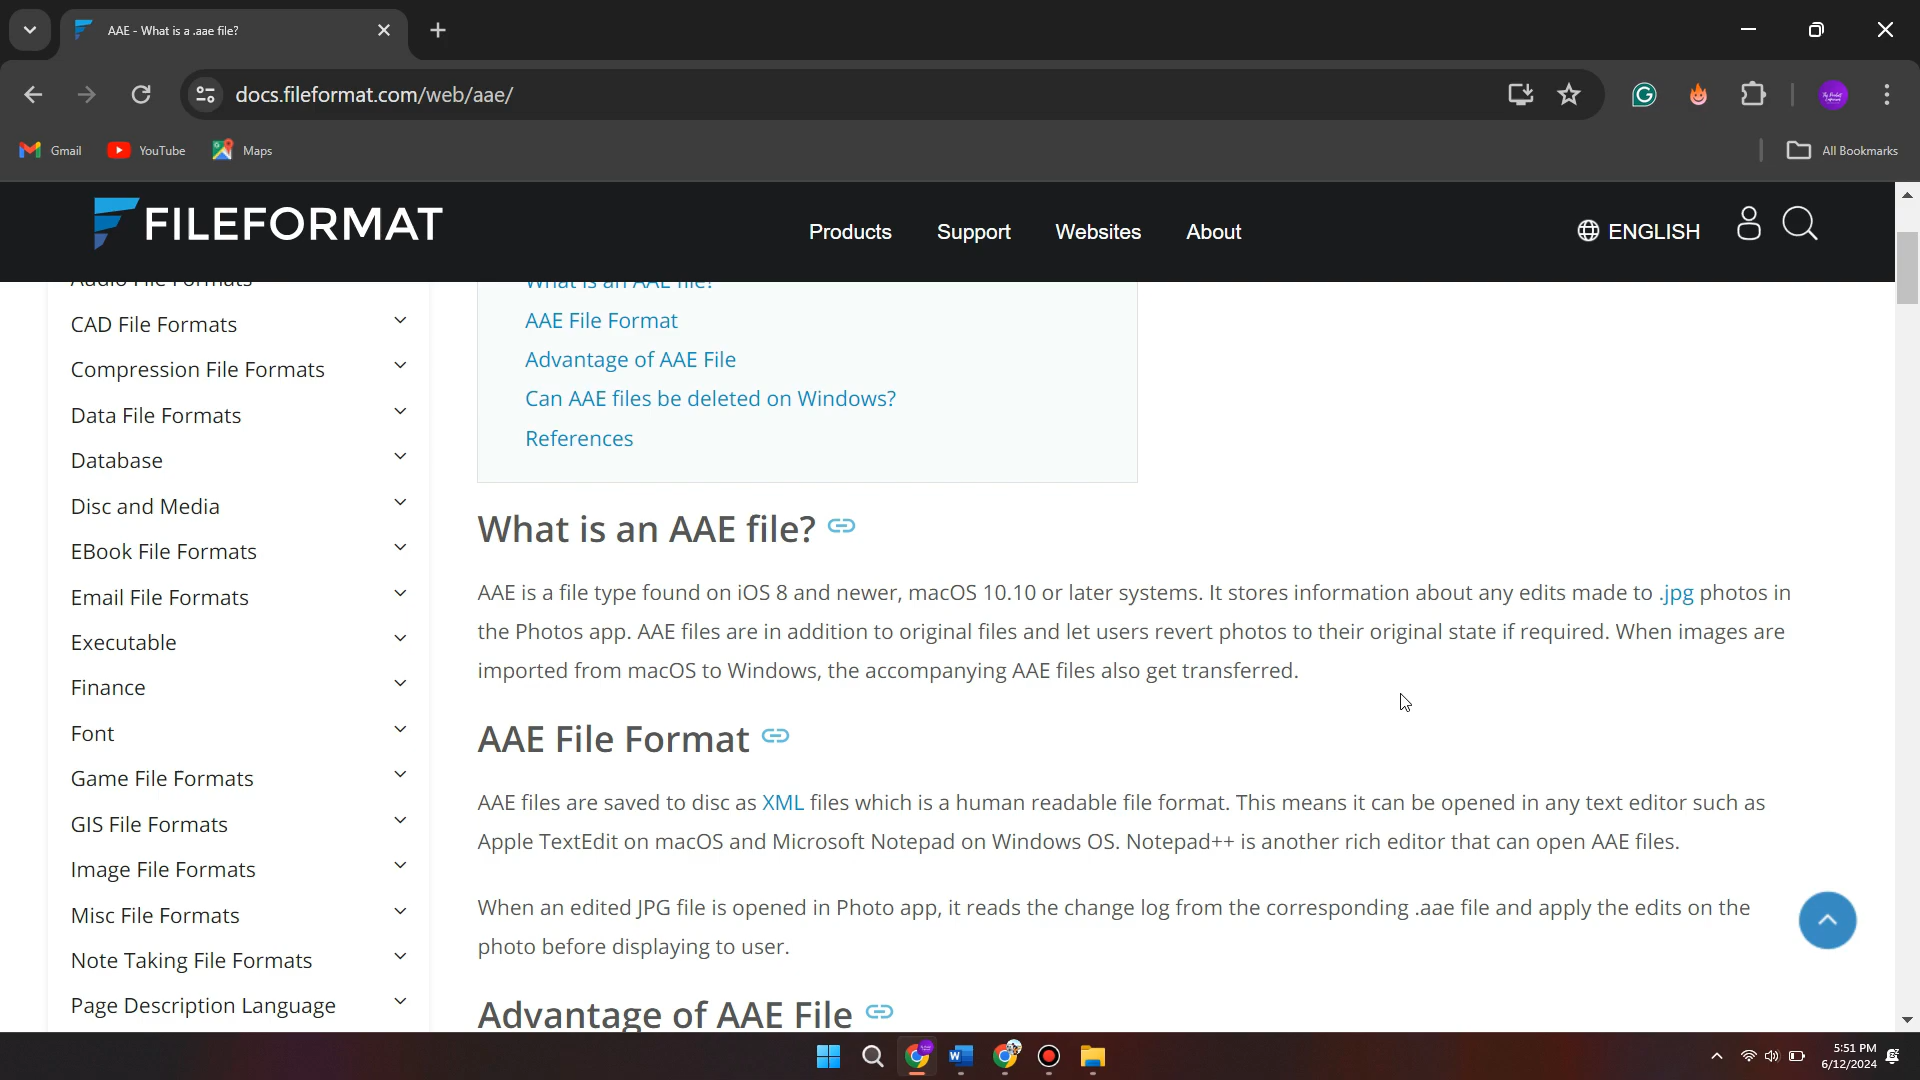 AAE - What is a .aae file?
docs.fileformat.com/web/aae/
Gmail
YouTube
Maps
All Bookmarks
FILEFORMAT
Products
Support
Websites
About
ENGLISH
Audio File Formats
CAD File Formats
Compression File Formats
Data File Formats
Database
Disc and Media
EBook File Formats
Email File Formats
Executable
Finance
Font
Game File Formats
GIS File Formats
Image File Formats
Misc File Formats
Note Taking File Formats
Page Description Language
What is an AAE file?
AAE File Format
Advantage of AAE File
Can AAE files be deleted on Windows?
References
What is an AAE file?
AAE is a file type found on iOS 8 and newer, macOS 10.10 or later systems. It stores information about any edits made to .jpg photos in
the Photos app. AAE files are in addition to original files and let users revert photos to their original state if required. When images are
imported from macOS to Windows, the accompanying AAE files also get transferred.
AAE File Format
AAE files are saved to disc as XML files which is a human readable file format. This means it can be opened in any text editor such as
Apple TextEdit on macOS and Microsoft Notepad on Windows OS. Notepad++ is another rich editor that can open AAE files.
When an edited JPG file is opened in Photo app, it reads the change log from the corresponding .aae file and apply the edits on the
photo before displaying to user.
Advantage of AAE File
5:51 PM
6/12/2024